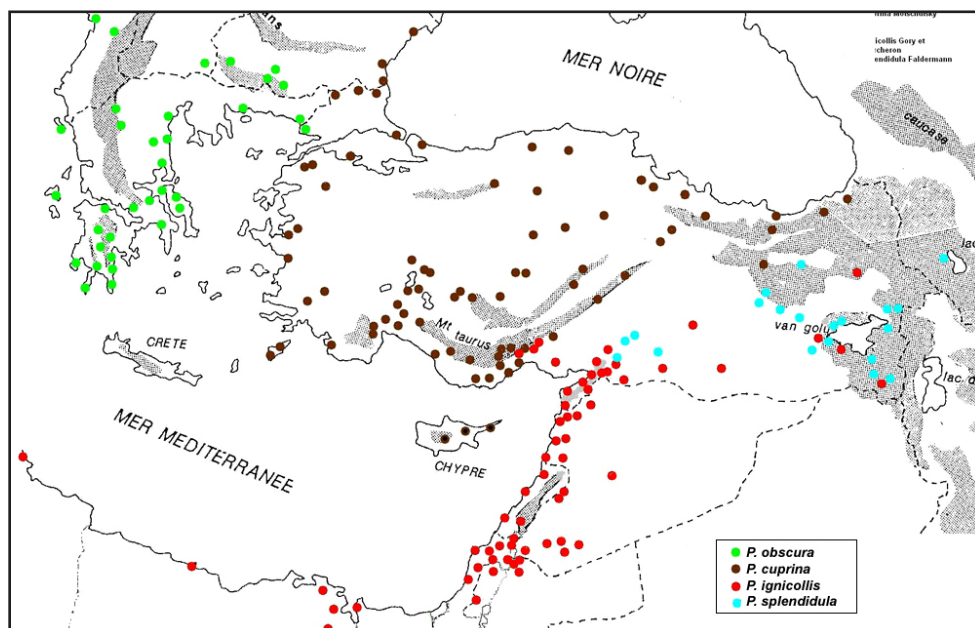 icollis Gory et
cheron
endidula Faldermann
MER NOIRE
caucase
Mt taurus
van golu
CRETE
CHYPRE
MER MEDITERRANEE
P. obscura
P. cuprina
P. ignicollis
P. splendidula